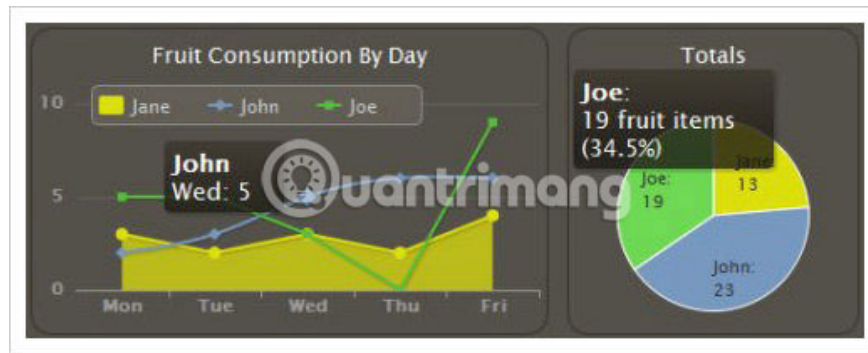 Fruit Consumption By Day
10
Jane
John
Joe
John
Wed: 5
5
0
Mon
Tue
Wed
Thu
Fri
Quantrimang
Totals
Joe:
19 fruit items
(34.5%)
Jane:
13
Joe:
19
John:
23